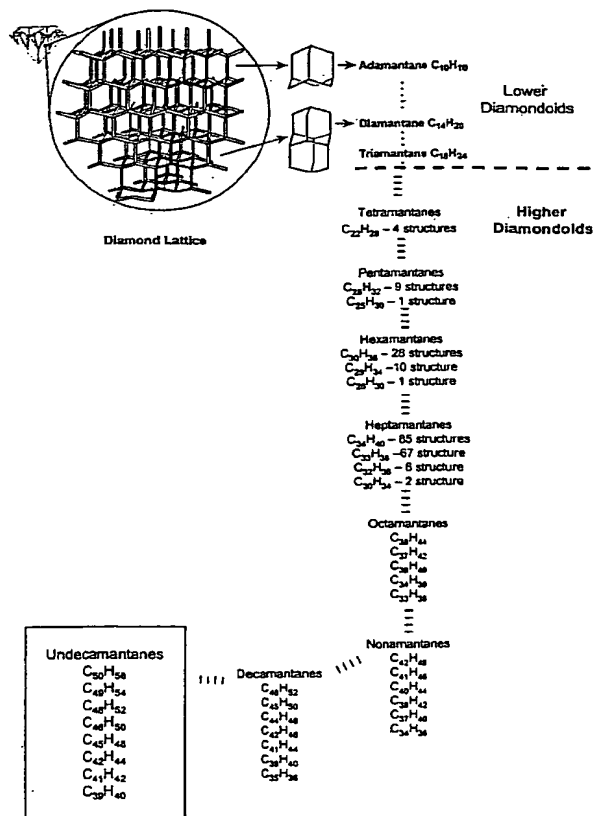 Adamantane C10H16
Lower
Diamondoids
Diamantane C14H20
Triamantane C18H24
Diamond Lattice
Tetramantanes
C22H28 – 4 structures
Higher
Diamondoids
Pentamantanes
C26H32 – 9 structures
C25H30 – 1 structure
Hexamantanes
C30H36 – 28 structures
C29H34 –10 structure
C26H30 – 1 structure
Heptamantanes
C34H40 – 85 structures
C33H38 –67 structure
C32H36 – 6 structure
C30H34 – 2 structure
Octamantanes
C38H44
C37H42
C36H40
C34H38
C33H36
Nonamantanes
C42H48
C41H46
C40H44
C38H42
C37H40
C34H36
Decamantanes
C46H52
C45H50
C44H48
C42H46
C41H44
C38H40
C35H36
Undecamantanes
C50H56
C49H54
C48H52
C46H50
C45H48
C42H44
C41H42
C39H40